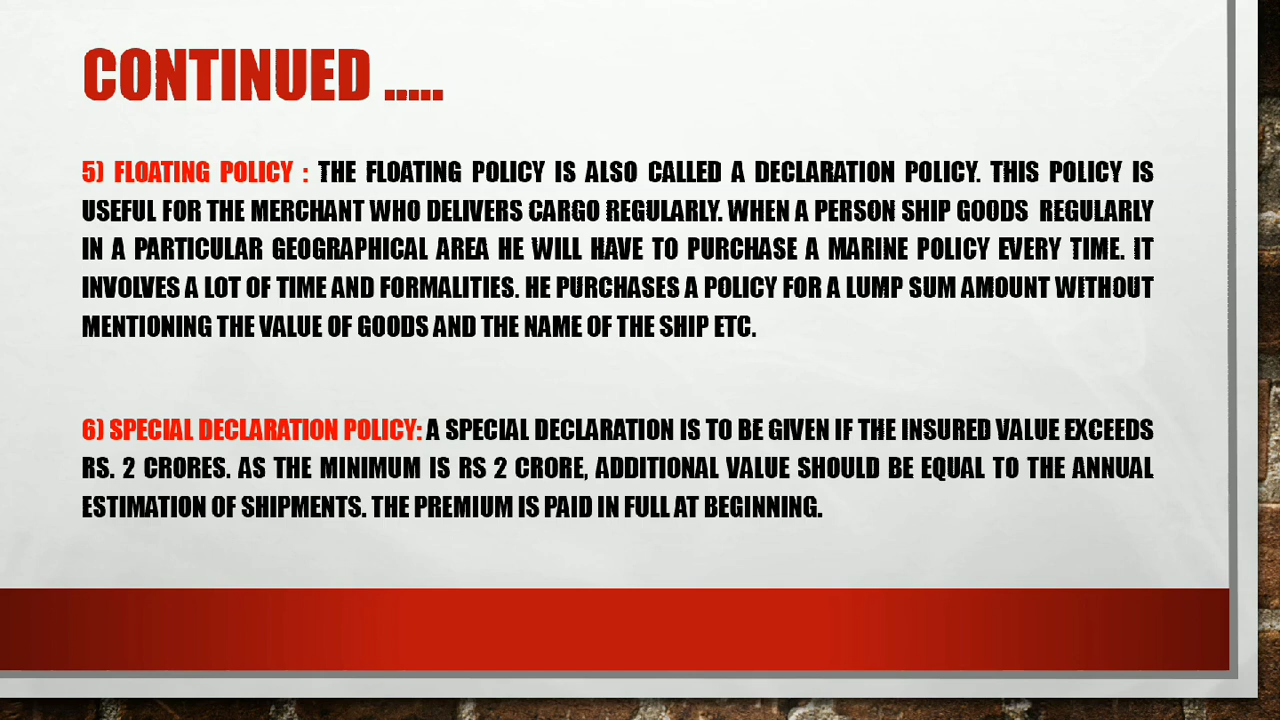 CONTINUED .....
5) FLOATING POLICY : THE FLOATING POLICY IS ALSO CALLED A DECLARATION POLICY. THIS POLICY IS
USEFUL FOR THE MERCHANT WHO DELIVERS CARGO REGULARLY. WHEN A PERSON SHIP GOODS REGULARLY
IN A PARTICULAR GEOGRAPHICAL AREA HE WILL HAVE TO PURCHASE A MARINE POLICY EVERY TIME. IT
INVOLVES A LOT OF TIME AND FORMALITIES. HE PURCHASES A POLICY FOR A LUMP SUM AMOUNT WITHOUT
MENTIONING THE VALUE OF GOODS AND THE NAME OF THE SHIP ETC.
6) SPECIAL DECLARATION POLICY: A SPECIAL DECLARATION IS TO BE GIVEN IF THE INSURED VALUE EXCEEDS
RS. 2 CRORES. AS THE MINIMUM IS RS 2 CRORE, ADDITIONAL VALUE SHOULD BE EQUAL TO THE ANNUAL
ESTIMATION OF SHIPMENTS. THE PREMIUM IS PAID IN FULL AT BEGINNING.